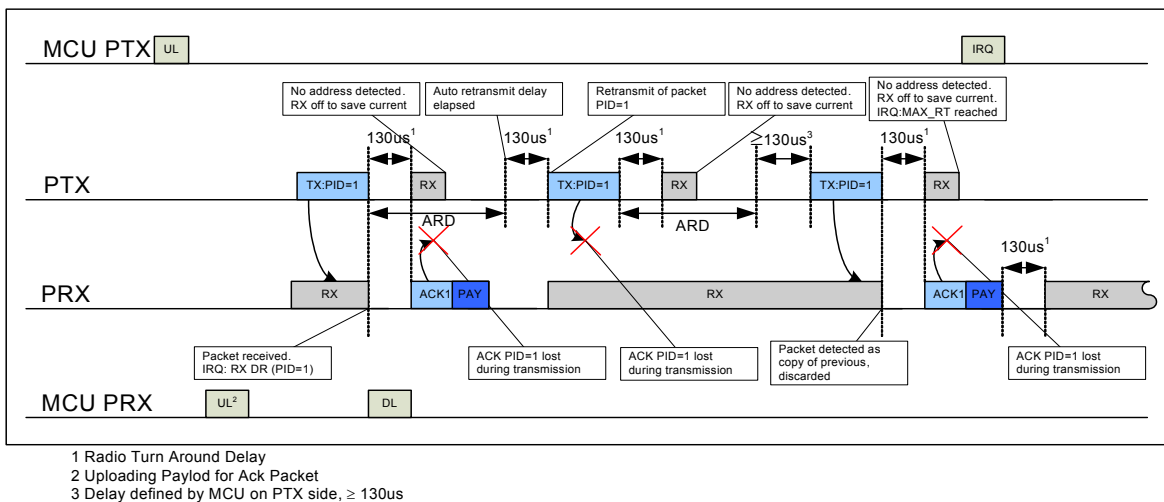 MCU PTX
UL
IRQ
No address detected.
RX off to save current
Auto retransmit delay
elapsed
Retransmit of packet
PID=1
No address detected.
RX off to save current
No address detected.
RX off to save current.
IRQ:MAX_RT reached
130us1
130us1
130us1
≥130us3
130us1
PTX
TX:PID=1
RX
TX:PID=1
RX
TX:PID=1
RX
ARD
ARD
130us1
PRX
RX
ACK1
PAY
RX
ACK1
PAY
RX
Packet received.
IRQ: RX DR (PID=1)
ACK PID=1 lost
during transmission
ACK PID=1 lost
during transmission
Packet detected as
copy of previous,
discarded
ACK PID=1 lost
during transmission
MCU PRX
UL2
DL
1 Radio Turn Around Delay
2 Uploading Paylod for Ack Packet
3 Delay defined by MCU on PTX side, ≥ 130us